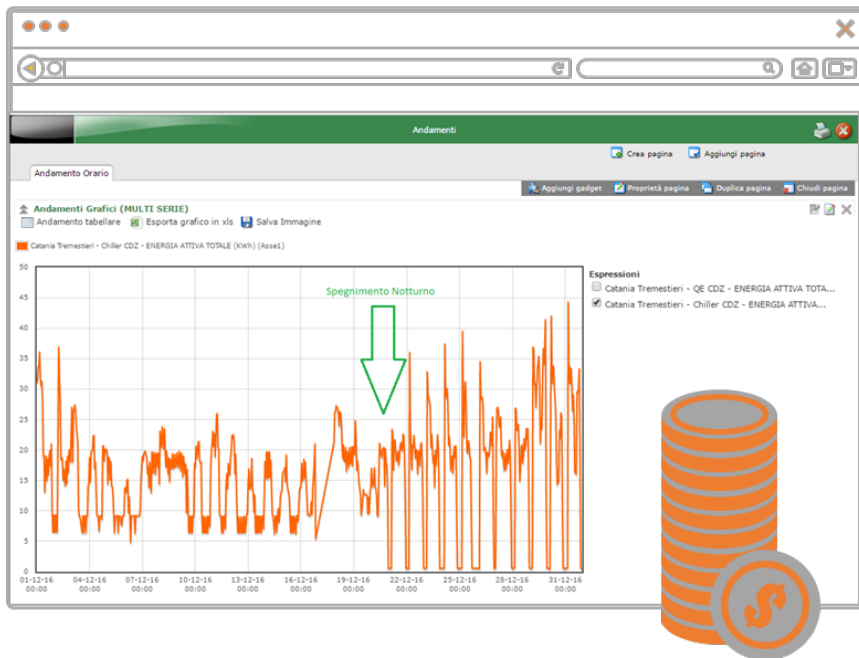 Andamenti
Crea pagina Aggiungi pagina
Andamento Orario
Aggiungi gadget Proprietà pagina Duplica pagina Chiudi pagina
Andamenti Grafici (MULTI SERIE)
Andamento tabellare Esporta grafico in xls Salva Immagine
Catania Tremestieri - Chiller CDZ - ENERGIA ATTIVA TOTALE (KWh) (Asse1)
Espressioni
Catania Tremestieri - QE CDZ - ENERGIA ATTIVA TOTA...
Catania Tremestieri - Chiller CDZ - ENERGIA ATTIVA...
Spegnimento Notturno
50
45
40
35
30
25
20
15
10
5
0
01-12-16 04-12-16 07-12-16 10-12-16 13-12-16 16-12-16 19-12-16 22-12-16 25-12-16 28-12-16 31-12-16
00:00 00:00 00:00 00:00 00:00 00:00 00:00 00:00 00:00 00:00 00:00
$